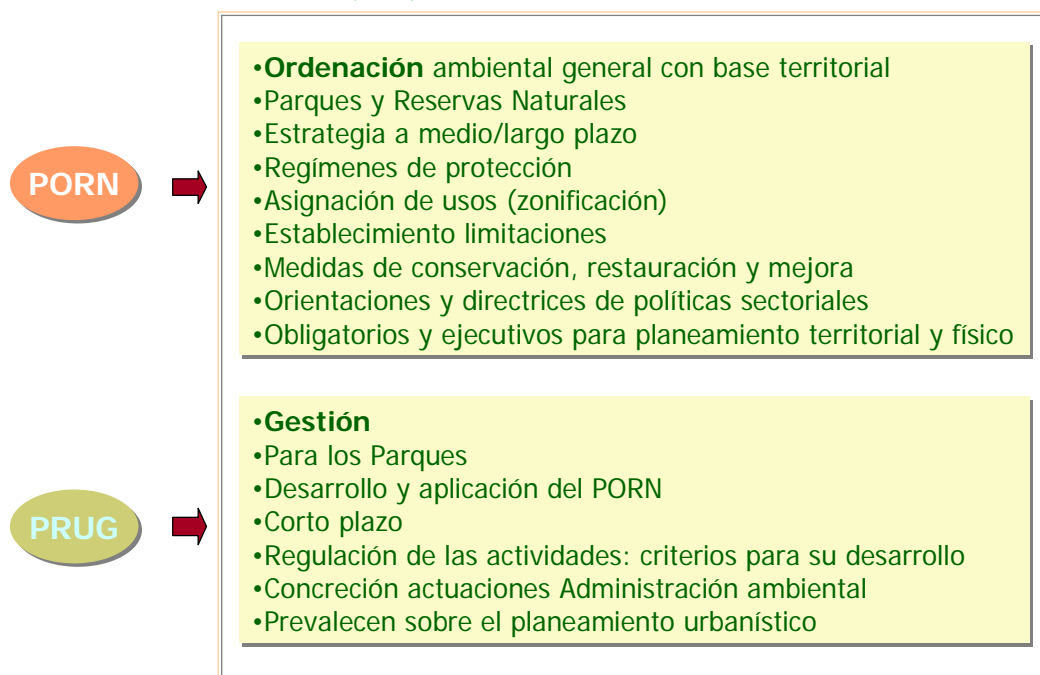 PORN
•Ordenación ambiental general con base territorial
•Parques y Reservas Naturales
•Estrategia a medio/largo plazo
•Regímenes de protección
•Asignación de usos (zonificación)
•Establecimiento limitaciones
•Medidas de conservación, restauración y mejora
•Orientaciones y directrices de políticas sectoriales
•Obligatorios y ejecutivos para planeamiento territorial y físico
PRUG
•Gestión
•Para los Parques
•Desarrollo y aplicación del PORN
•Corto plazo
•Regulación de las actividades: criterios para su desarrollo
•Concreción actuaciones Administración ambiental
•Prevalecen sobre el planeamiento urbanístico